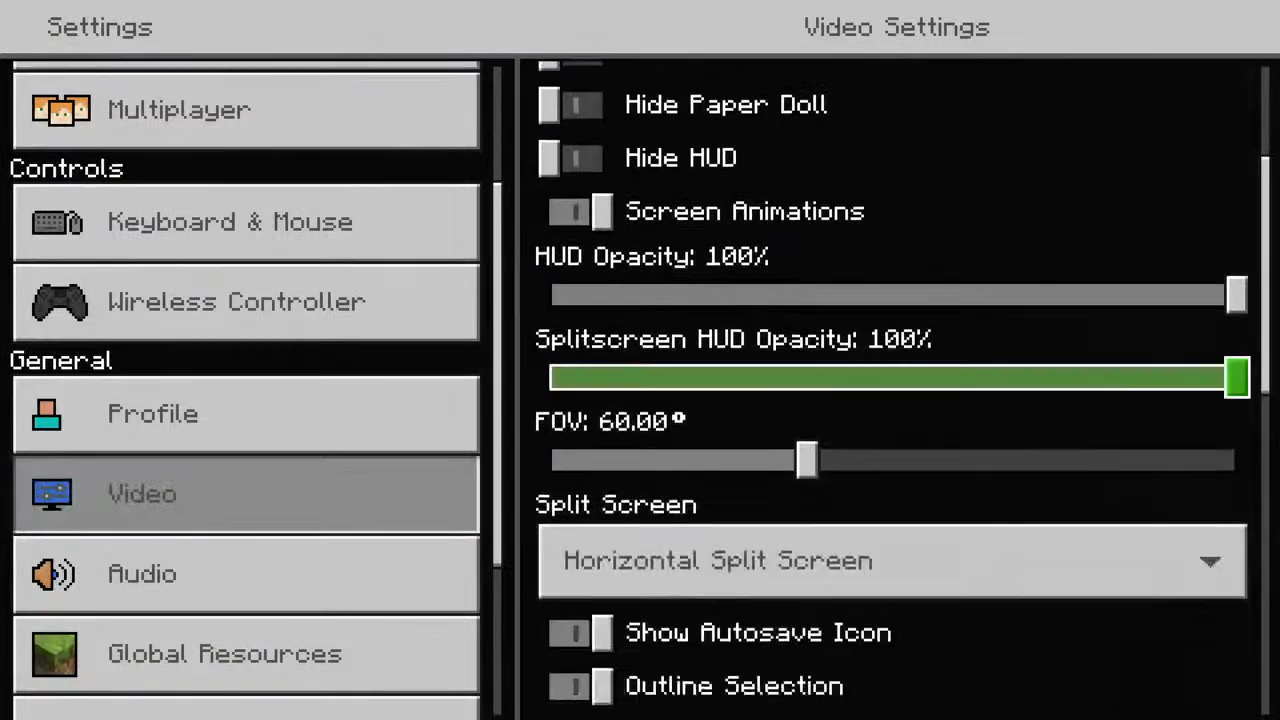 Settings
Video Settings
Multiplayer
Controls
Keyboard & Mouse
Wireless Controller
General
Profile
Video
Audio
Global Resources
Hide Paper Doll
Hide HUD
Screen Animations
HUD Opacity: 100%
Splitscreen HUD Opacity: 100%
FOV: 60.00°
Split Screen
Horizontal Split Screen
Show Autosave Icon
Outline Selection